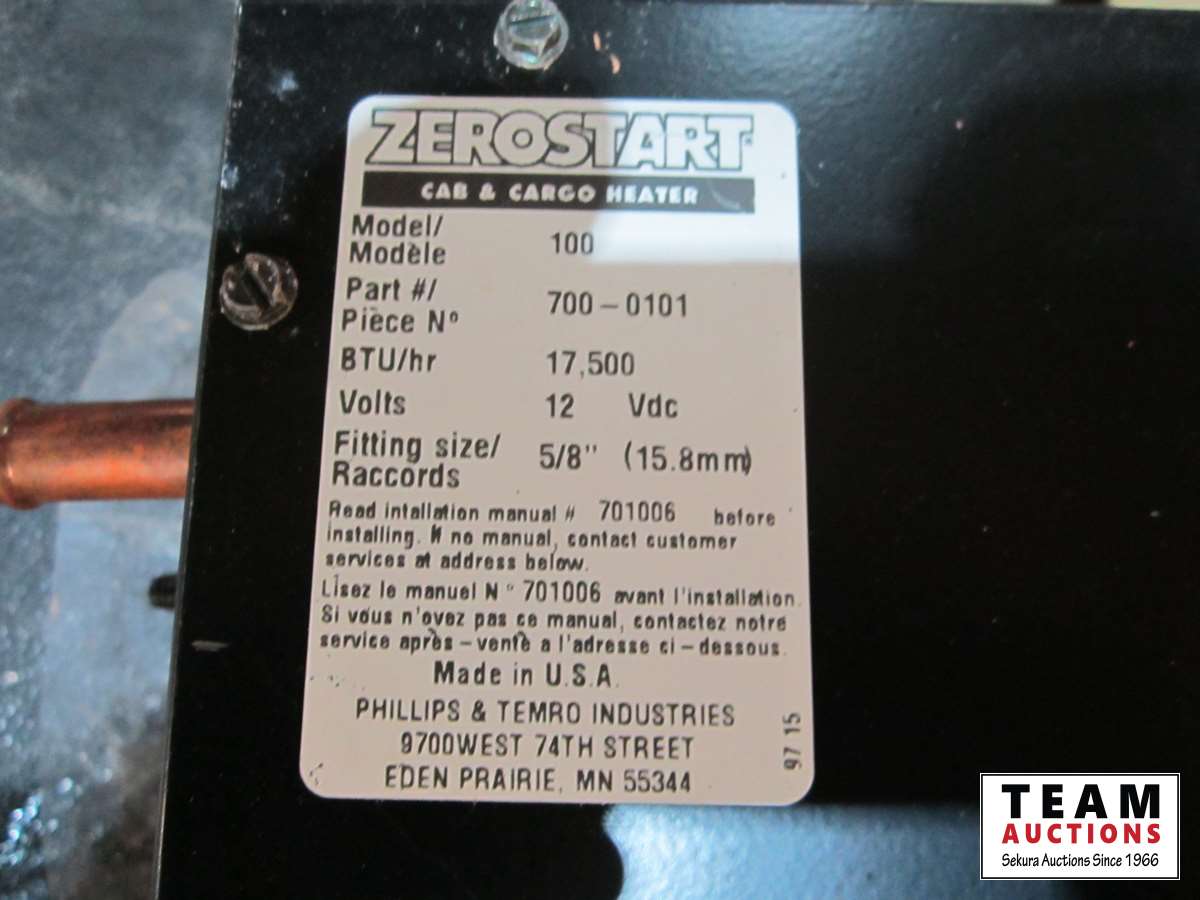 ZEROSTART
CAB & CARGO HEATER
Model/
Modèle 100
Part #/
Pièce Nº 700-0101
BTU/hr 17,500
Volts 12 Vdc
Fitting size/
Raccords 5/8" (15.8mm)
Read intallation manual # 701006 before
installing. If no manual, contact customer
services at address below.
Lisez le manuel Nº 701006 avant l'installation.
Si vous n'avez pas ce manual, contactez notre
service après-vente a l'adresse ci-dessous.
Made in U.S.A.
PHILLIPS & TEMRO INDUSTRIES
9700WEST 74TH STREET
EDEN PRAIRIE, MN 55344
97 15
TEAM
AUCTIONS
Sekura Auctions Since 1966